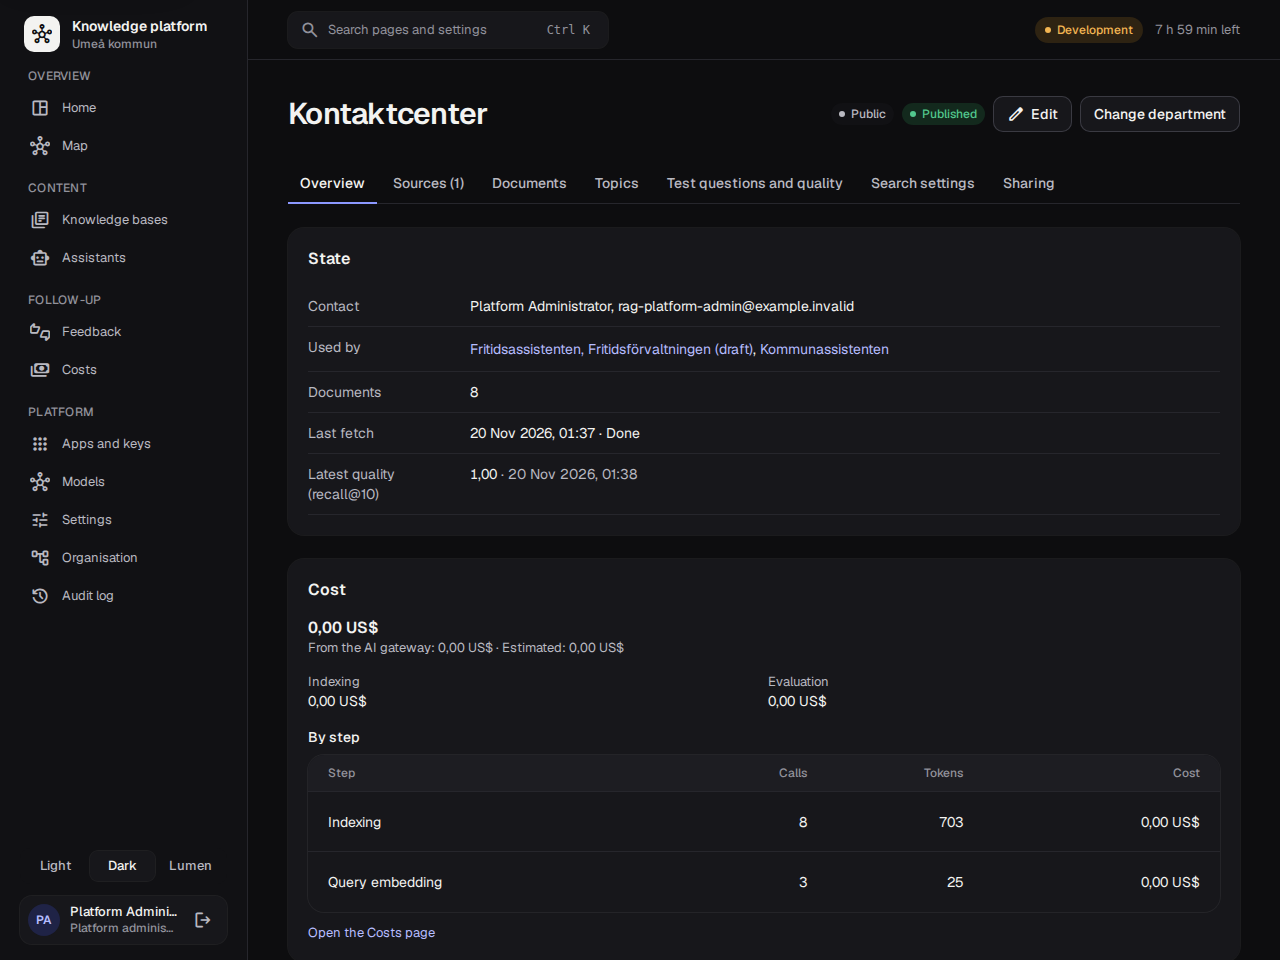 Knowledge platform
Umeå kommun
OVERVIEW
Home
Map
CONTENT
Knowledge bases
Assistants
FOLLOW-UP
Feedback
Costs
PLATFORM
Apps and keys
Models
Settings
Organisation
Audit log
Light Dark Lumen
PA
Platform Admini...
Platform adminis...
Search pages and settings Ctrl K
Development 7 h 59 min left
Kontaktcenter
Public Published Edit Change department
Overview Sources (1) Documents Topics Test questions and quality Search settings Sharing
State
Contact Platform Administrator, rag-platform-admin@example.invalid
Used by Fritidsassistenten, Fritidsförvaltningen (draft), Kommunassistenten
Documents 8
Last fetch 20 Nov 2026, 01:37 · Done
Latest quality 1,00 · 20 Nov 2026, 01:38
(recall@10)
Cost
0,00 US$
From the AI gateway: 0,00 US$ · Estimated: 0,00 US$
Indexing Evaluation
0,00 US$ 0,00 US$
By step
Step Calls Tokens Cost
Indexing 8 703 0,00 US$
Query embedding 3 25 0,00 US$
Open the Costs page